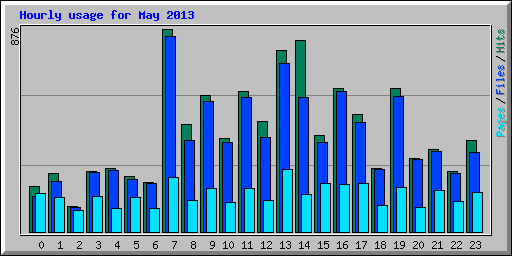 Hourly usage for May 2013
876
Pages/Files/Hits
0 1 2 3 4 5 6 7 8 9 10 11 12 13 14 15 16 17 18 19 20 21 22 23